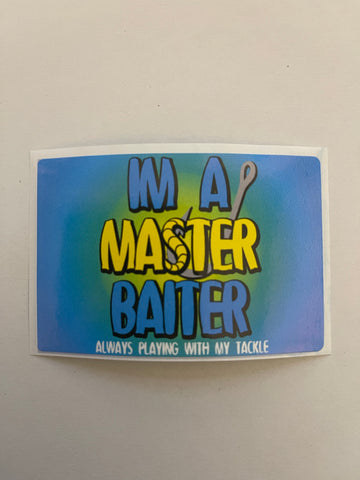 IM A
MASTER
BAITER
ALWAYS PLAYING WITH MY TACKLE